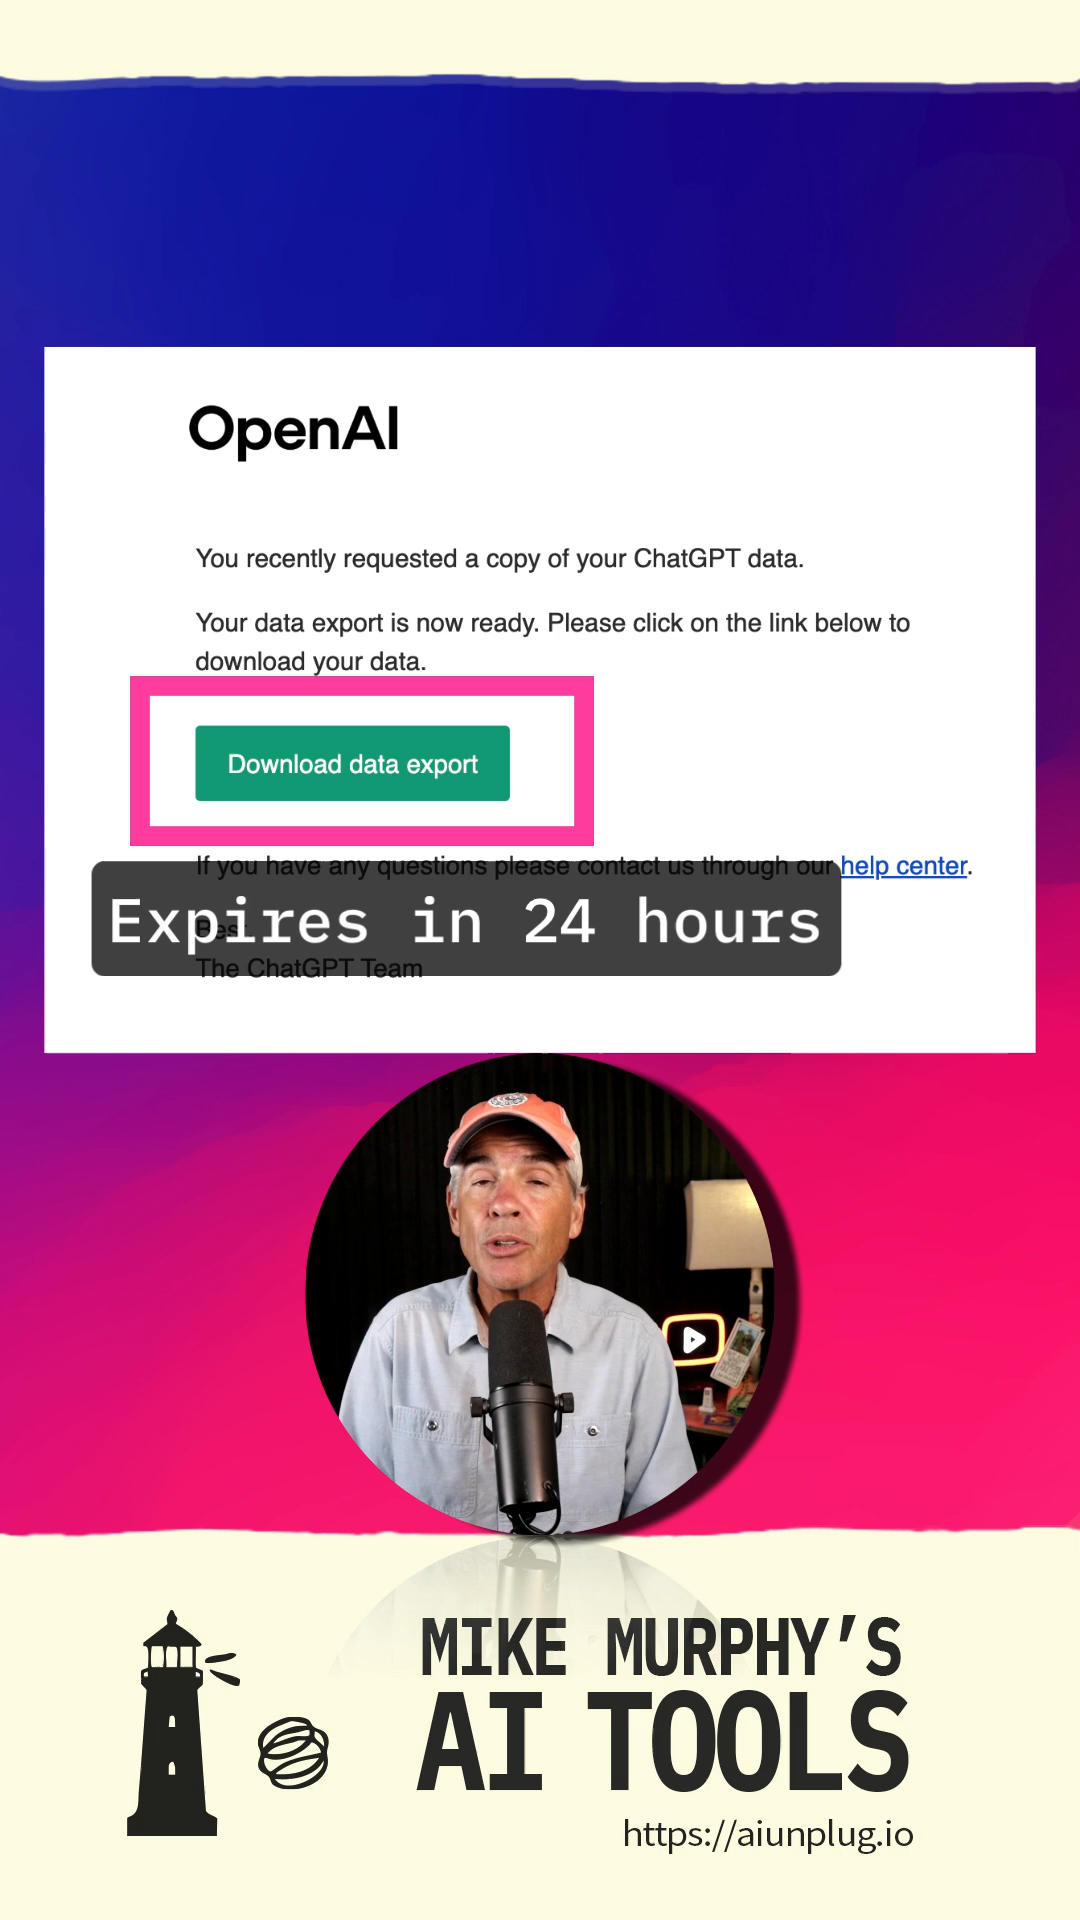 OpenAI
You recently requested a copy of your ChatGPT data.
Your data export is now ready. Please click on the link below to
download your data.
Download data export
If you have any questions please contact us through our help center.
Expires in 24 hours
Best,
The ChatGPT Team
MIKE MURPHY'S
AI TOOLS
https://aiunplug.io